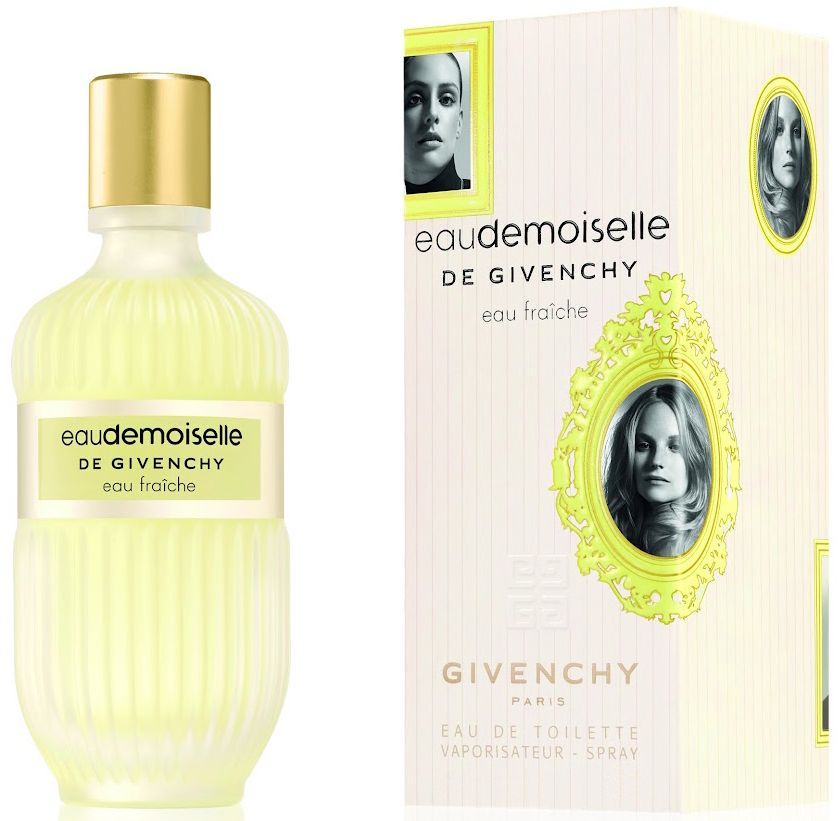 eaudemoiselle
DE GIVENCHY
eau fraîche
eaudemoiselle
DE GIVENCHY
eau fraîche
GIVENCHY
PARIS
EAU DE TOILETTE
VAPORISATEUR - SPRAY